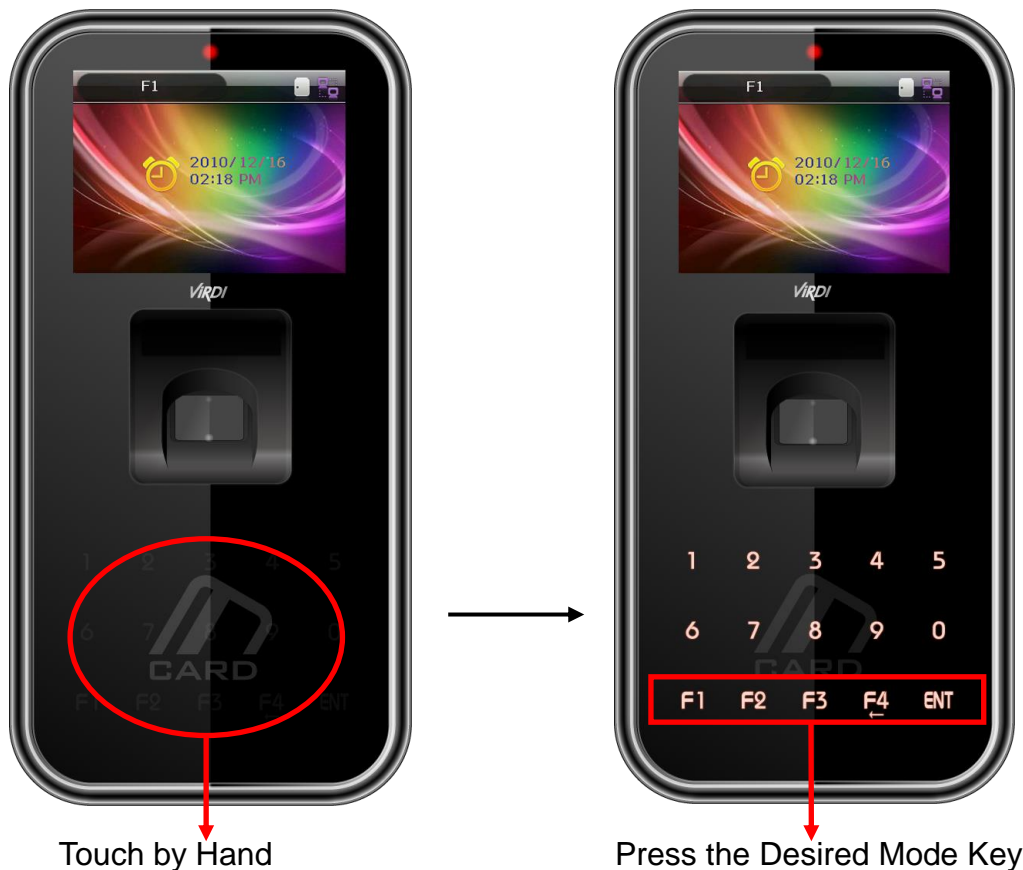 F1
2010/12/16
02:18 PM
ViRDI
1 2 3 4 5
6 7 8 9 0
CARD
F1 F2 F3 F4 ENT
Touch by Hand
F1
2010/12/16
02:18 PM
ViRDI
1 2 3 4 5
6 7 8 9 0
CARD
F1 F2 F3 F4 ENT
←
Press the Desired Mode Key